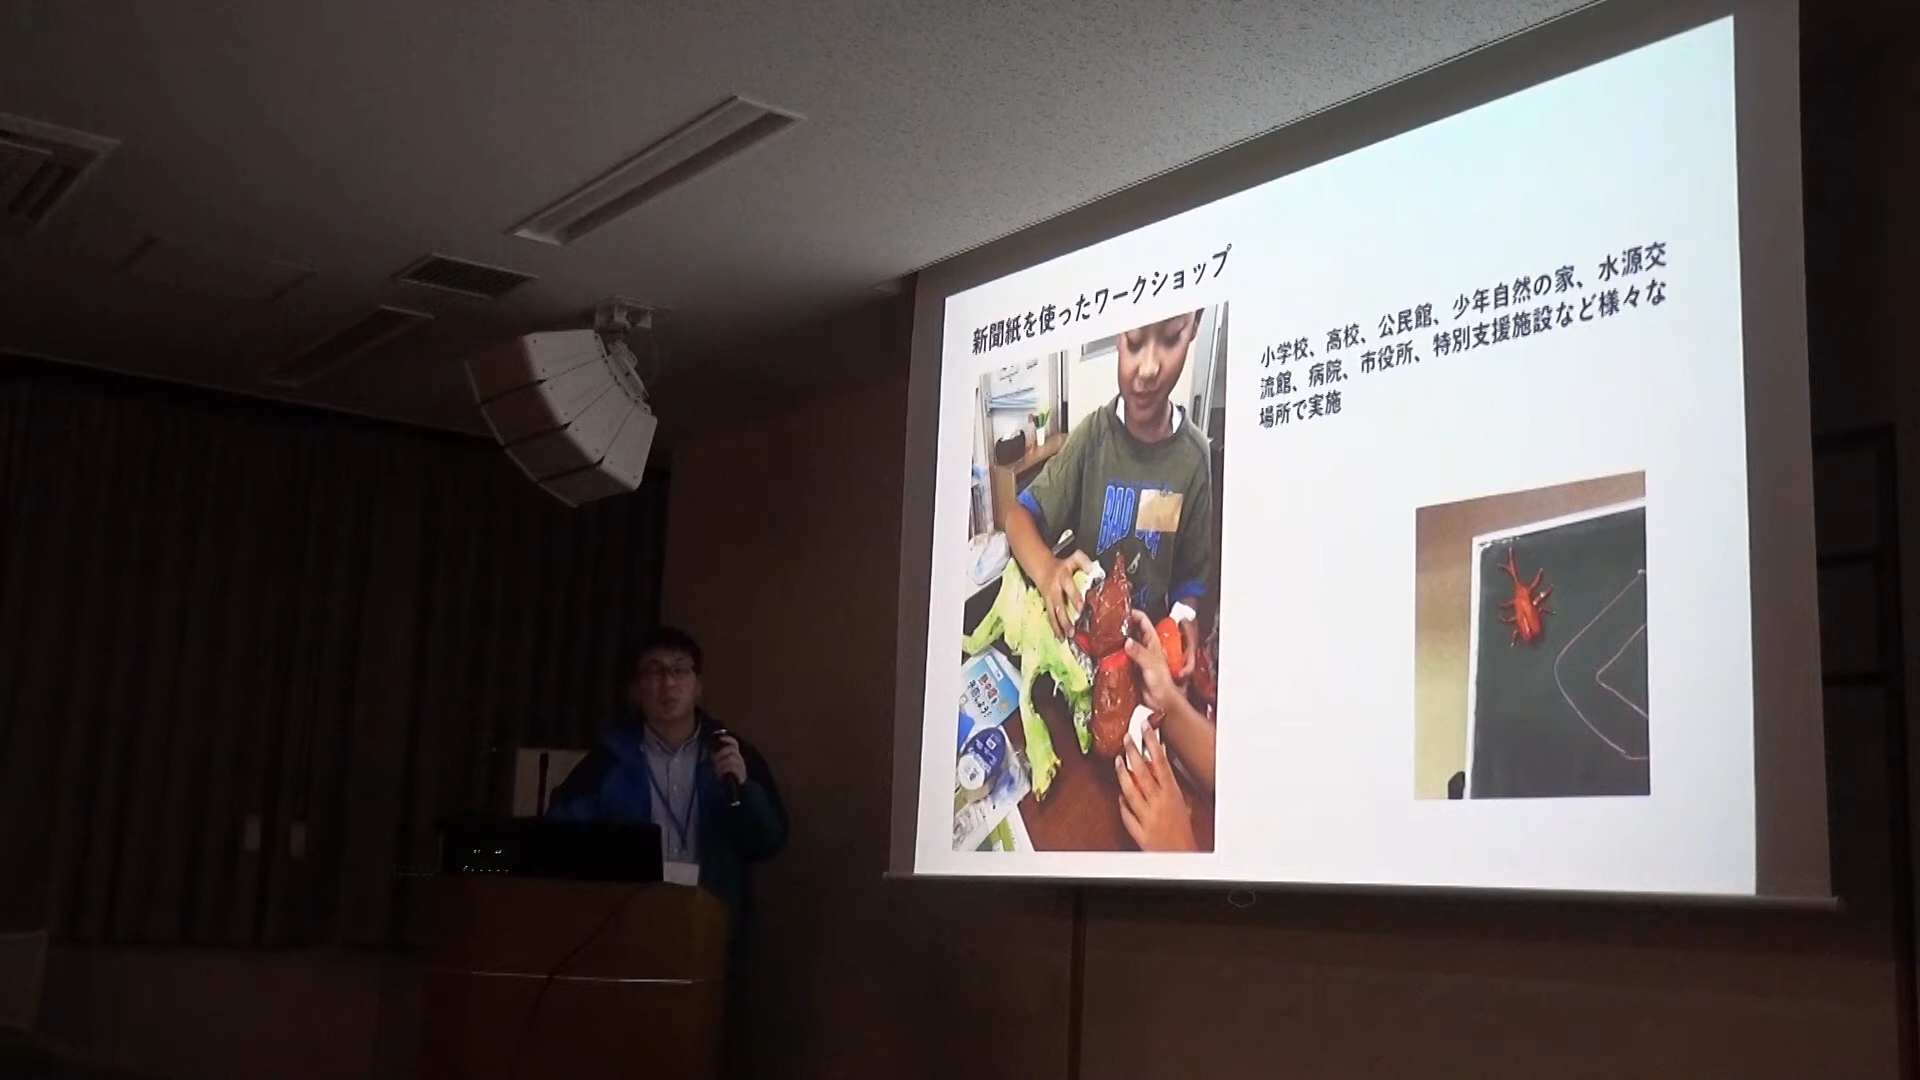 新聞紙を使ったワークショップ
小学校、高校、公民館、少年自然の家、水源交
流館、病院、市役所、特別支援施設など様々な
場所で実施
BAD